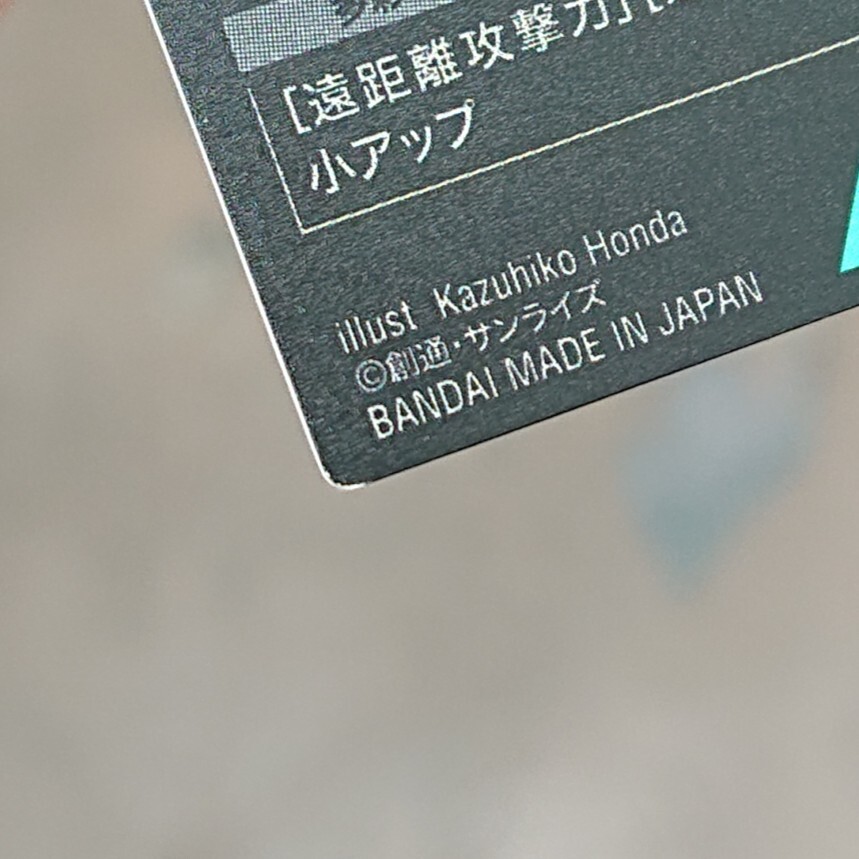 [遠距離攻撃力]
小アップ
illust Kazuhiko Honda
©創通・サンライズ
BANDAI MADE IN JAPAN